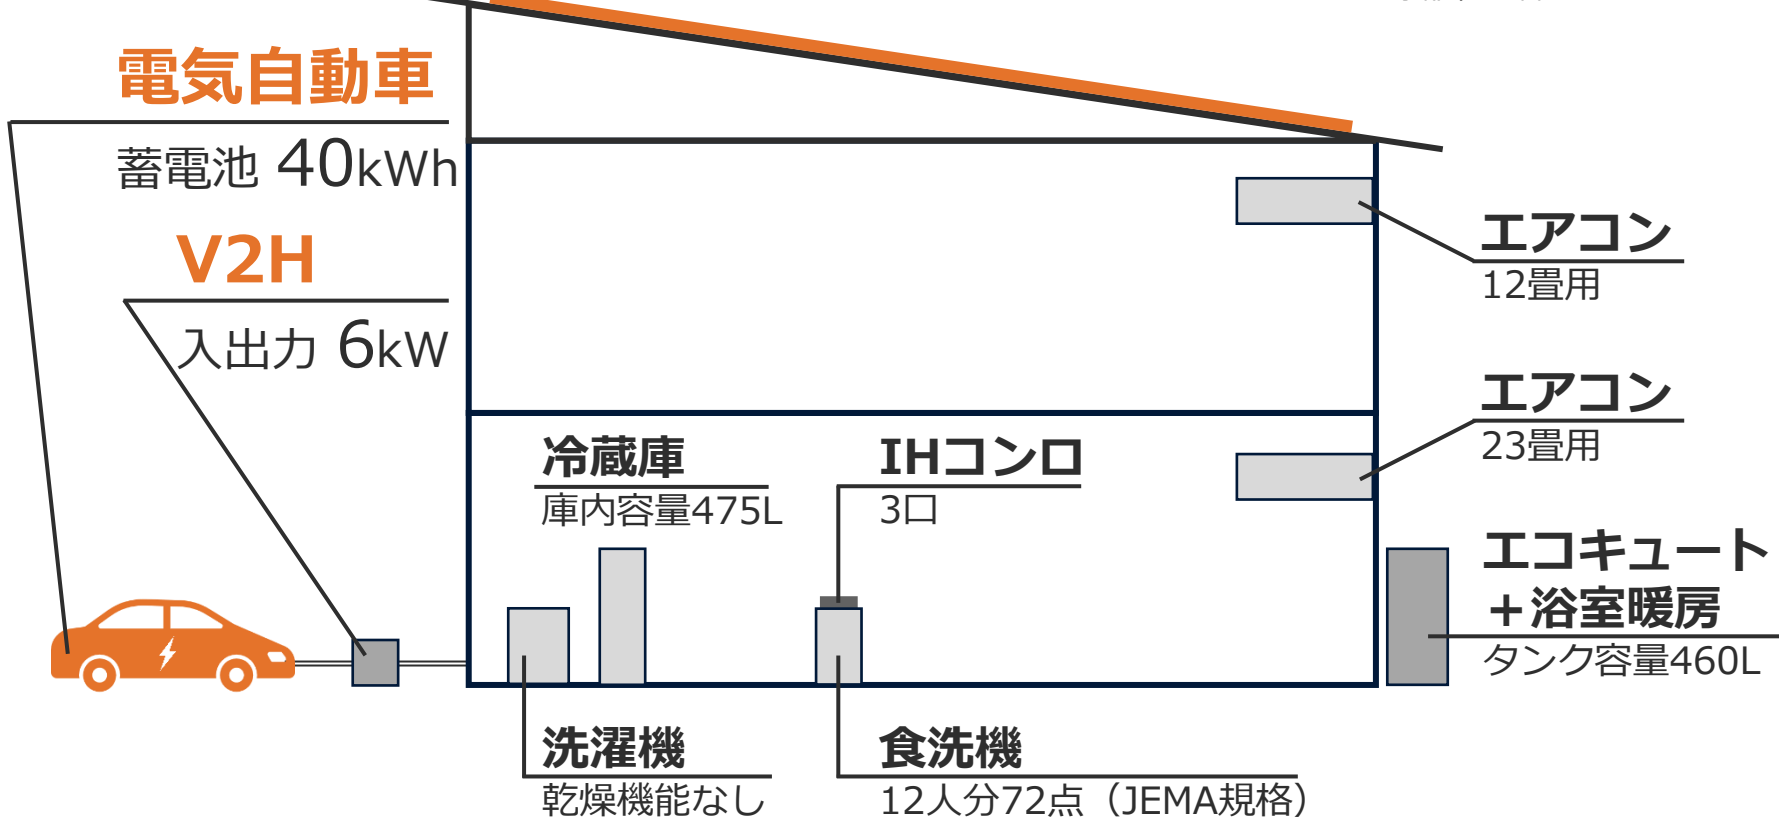 電気自動車
蓄電池 40kWh
V2H
入出力 6kW
エアコン
12畳用
エアコン
23畳用
冷蔵庫
庫内容量475L
IHコンロ
3口
エコキュート
+浴室暖房
タンク容量460L
洗濯機
乾燥機能なし
食洗機
12人分72点（JEMA規格）